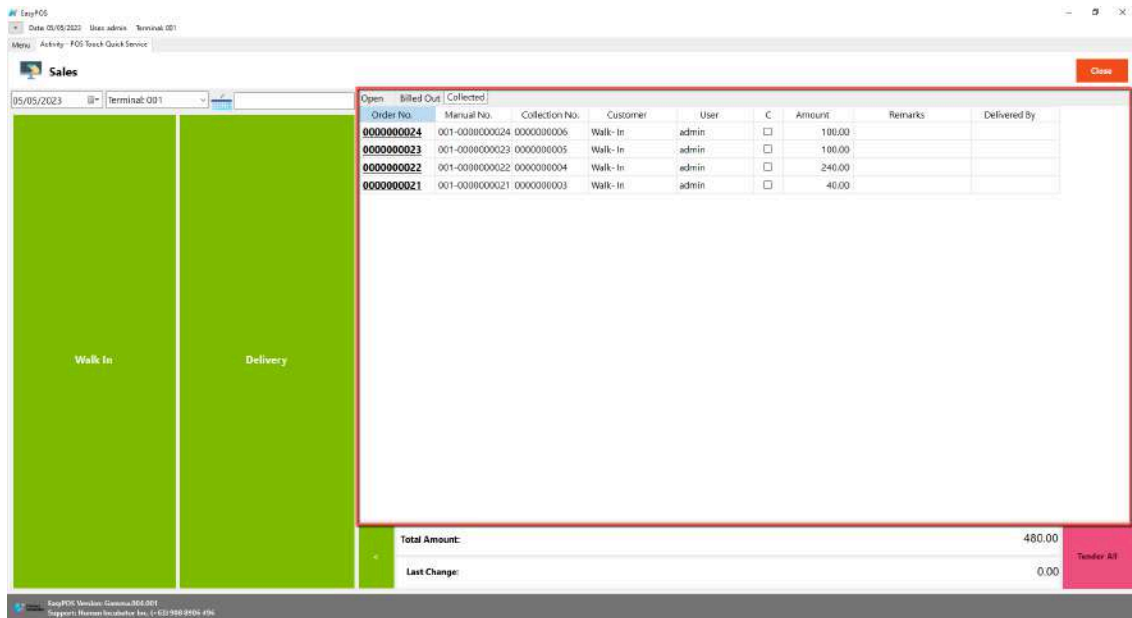 EasyPOS
Date: 05/05/2023 User: admin Terminal: 001
Menu Activity - POS Touch Quick Service
Sales
Close
05/05/2023 Terminal: 001
Open Billed Out Collected
Order No. Manual No. Collection No. Customer User C Amount Remarks Delivered By
0000000024 001-0000000024 0000000006 Walk- In admin 100.00
0000000023 001-0000000023 0000000005 Walk- In admin 100.00
0000000022 001-0000000022 0000000004 Walk- In admin 240.00
0000000021 001-0000000021 0000000003 Walk- In admin 40.00
Walk In
Delivery
Total Amount: 480.00
<
Tender All
Last Change: 0.00
EasyPOS Version: Gamma.004.001
Support: Human Incubator Inc. (+63) 908 8906 496